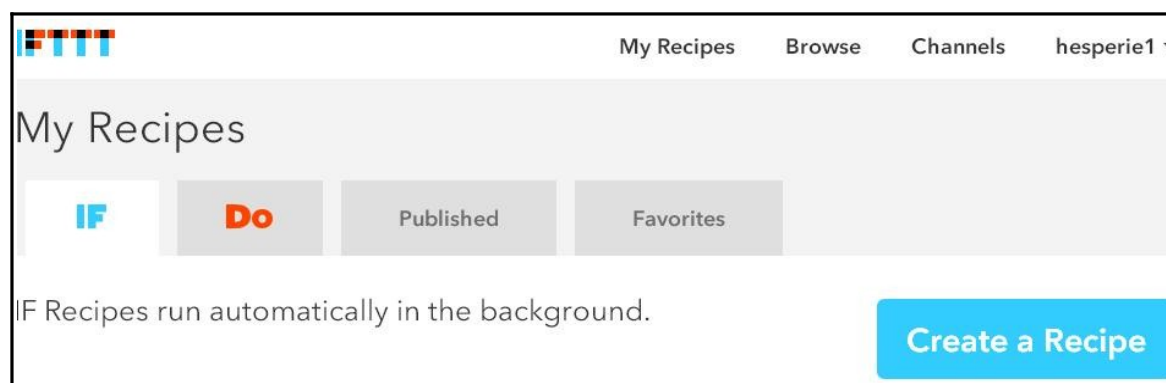 IFTTT My Recipes Browse Channels hesperie1
My Recipes
IF Do Published Favorites
IF Recipes run automatically in the background.
Create a Recipe